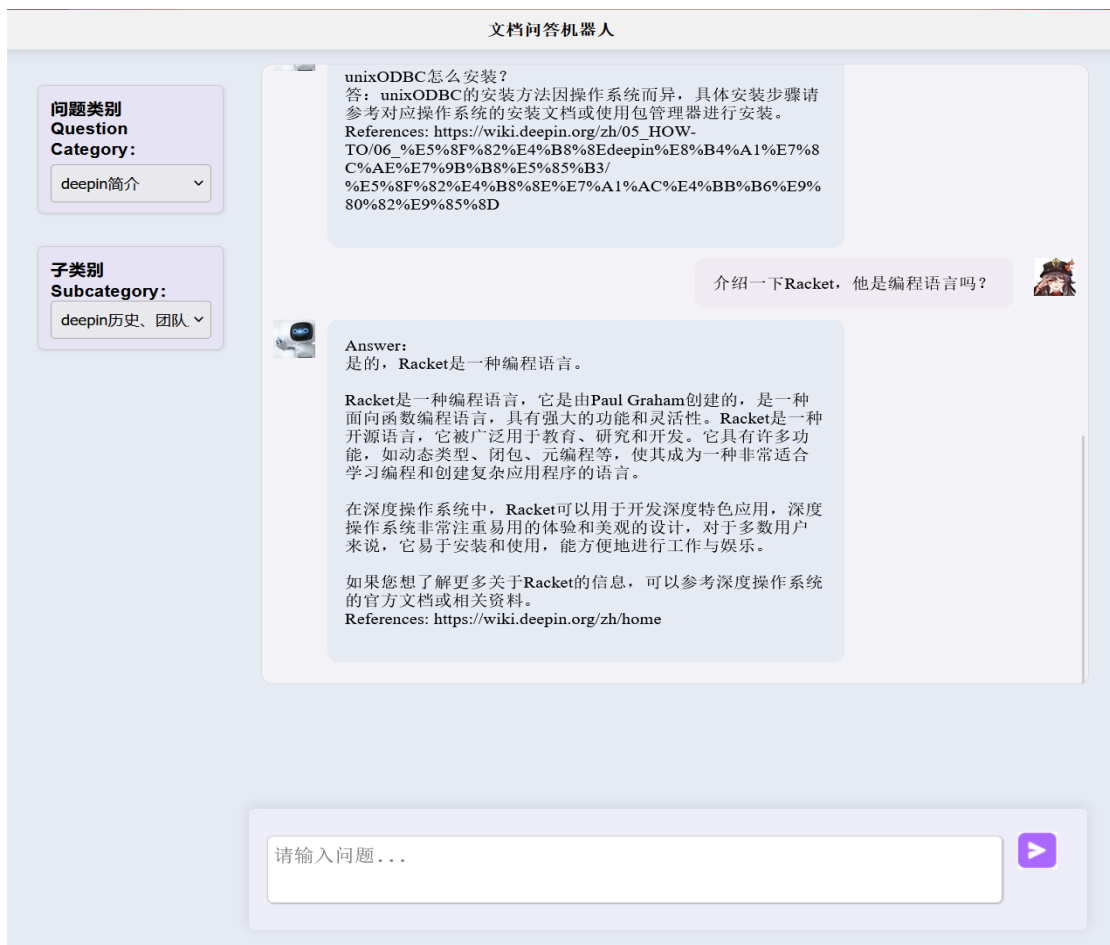 文档问答机器人
问题类别
Question
Category:
deepin简介
子类别
Subcategory:
deepin历史、团队
unixODBC怎么安装？
答：unixODBC的安装方法因操作系统而异，具体安装步骤请
参考对应操作系统的安装文档或使用包管理器进行安装。
References: https://wiki.deepin.org/zh/05_HOW-
TO/06_%E5%8F%82%E4%B8%8Edeepin%E8%B4%A1%E7%8
C%AE%E7%9B%B8%E5%85%B3/
%E5%8F%82%E4%B8%8E%E7%A1%AC%E4%BB%B6%E9%
80%82%E9%85%8D
介绍一下Racket，他是编程语言吗？
Answer:
是的，Racket是一种编程语言。
Racket是一种编程语言，它是由Paul Graham创建的，是一种
面向函数编程语言，具有强大的功能和灵活性。Racket是一种
开源语言，它被广泛用于教育、研究和开发。它具有许多功
能，如动态类型、闭包、元编程等，使其成为一种非常适合
学习编程和创建复杂应用程序的语言。
在深度操作系统中，Racket可以用于开发深度特色应用，深度
操作系统非常注重易用的体验和美观的设计，对于多数用户
来说，它易于安装和使用，能方便地进行工作与娱乐。
如果您想了解更多关于Racket的信息，可以参考深度操作系统
的官方文档或相关资料。
References: https://wiki.deepin.org/zh/home
请输入问题...